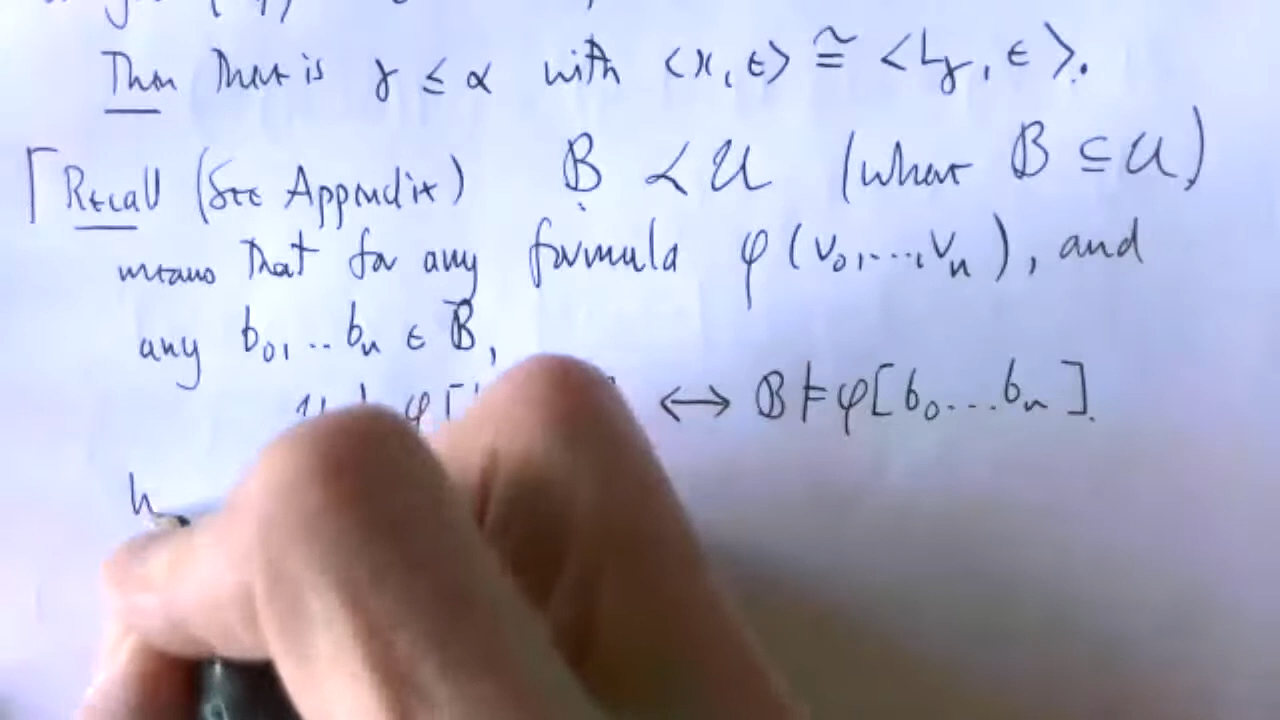 Then there is γ ≤ α with ⟨x, ∈⟩ ≅ ⟨L_γ, ∈⟩.
⌈Recall (See Appendix) B ≺ U (where B ⊆ U)
means that for any formula φ(v₀,...,vₙ), and
any b₀,..bₙ ∈ B,
φ[ ↔ B ⊨ φ[b₀...bₙ].